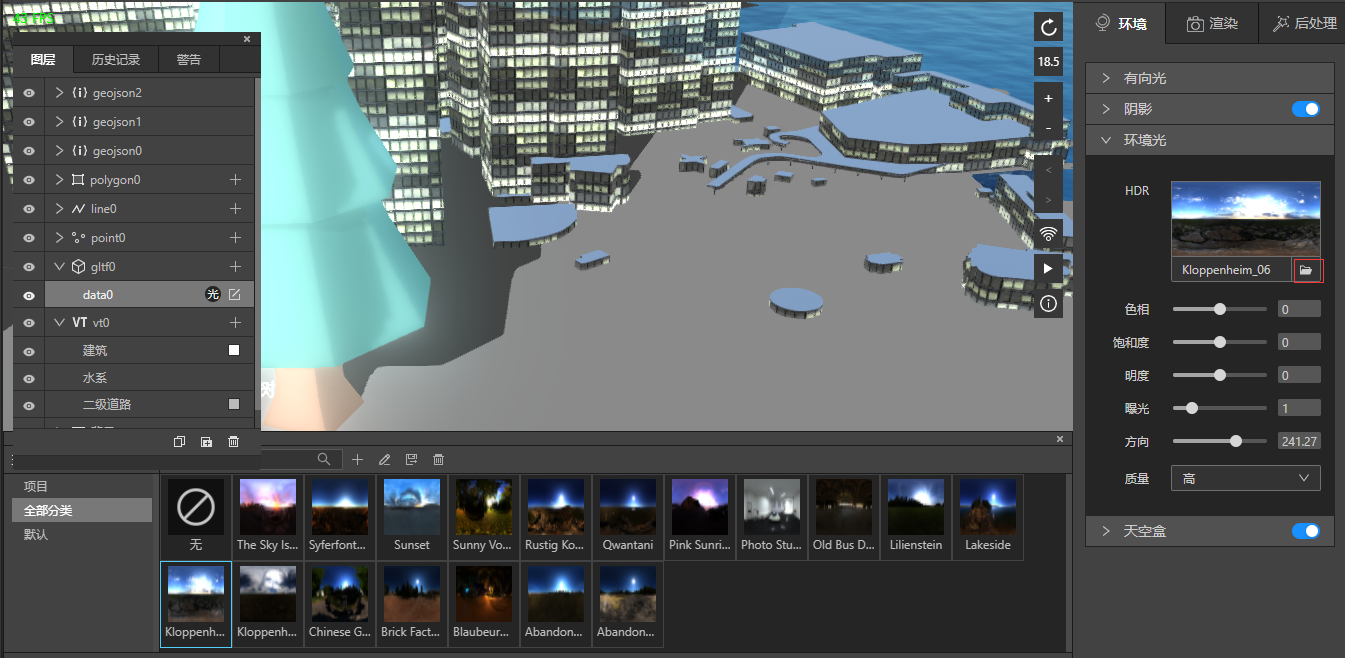 43 FPS
图层 历史记录 警告
geojson2
geojson1
geojson0
polygon0
line0
point0
gltf0
data0 光
VT vt0
建筑
水系
二级道路
树
18.5
环境 渲染 后处理
有向光
阴影
环境光
HDR
Kloppenheim_06
色相 0
饱和度 0
明度 0
曝光 1
方向 241.27
质量 高
天空盒
项目
全部分类
默认
无 The Sky Is... Syferfont... Sunset Sunny Vo... Rustig Ko... Qwantani Pink Sunri... Photo Stu... Old Bus D... Lilienstein Lakeside
Kloppenh... Kloppenh... Chinese G... Brick Fact... Blaubeur... Abandon... Abandon...